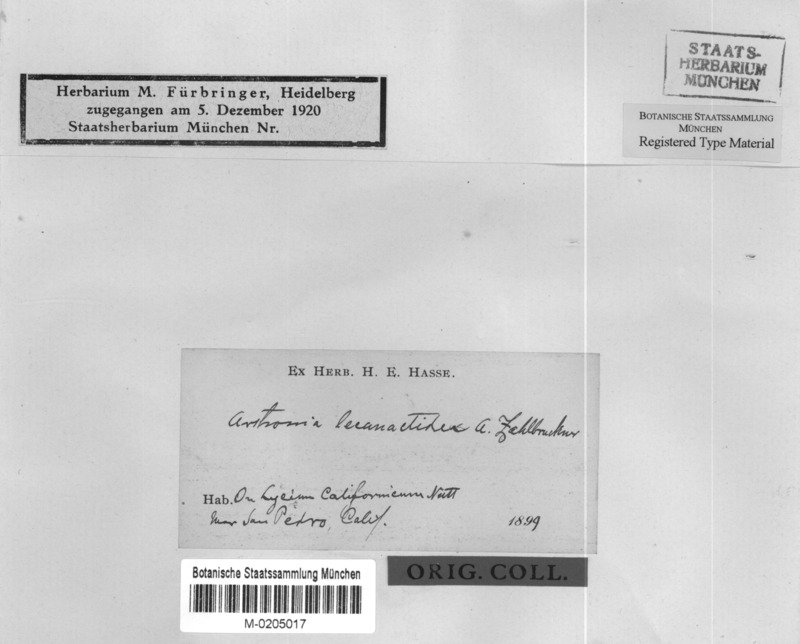 STAATS-
HERBARIUM
MÜNCHEN
Herbarium M. Fürbringer, Heidelberg
zugegangen am 5. Dezember 1920
Staatsherbarium München Nr.
BOTANISCHE STAATSSAMMLUNG
MÜNCHEN
Registered Type Material
EX HERB. H. E. HASSE.
Arthonia lecanactidea A. Zahlbruckner
Hab. On Lycium Californicum Nutt
near San Pedro, Calif. 1899
ORIG. COLL.
Botanische Staatssammlung München
M-0205017